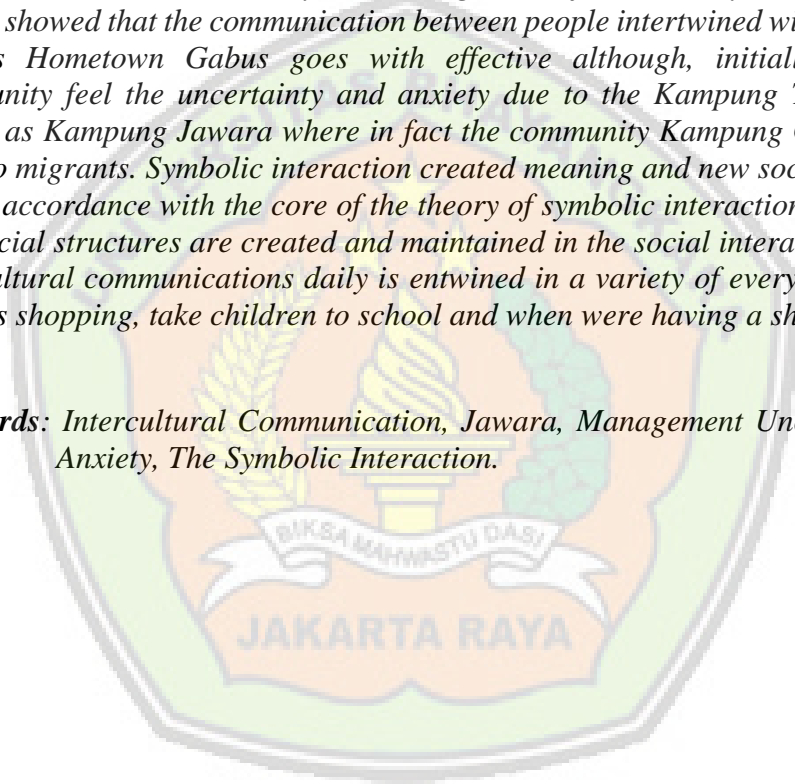 showed that the communication between people intertwined wi
s Hometown Gabus goes with effective although, initiall
unity feel the uncertainty and anxiety due to the Kampung T
as Kampung Jawara where in fact the community Kampung
o migrants. Symbolic interaction created meaning and new soc
accordance with the core of the theory of symbolic interaction
cial structures are created and maintained in the social intera
ltural communications daily is entwined in a variety of every
s shopping, take children to school and when were having a sh
rds: Intercultural Communication, Jawara, Management Un
Anxiety, The Symbolic Interaction.
UNIVERSITAS BHAYANGKARA
BIKSA MAHWASTU DASI
JAKARTA RAYA